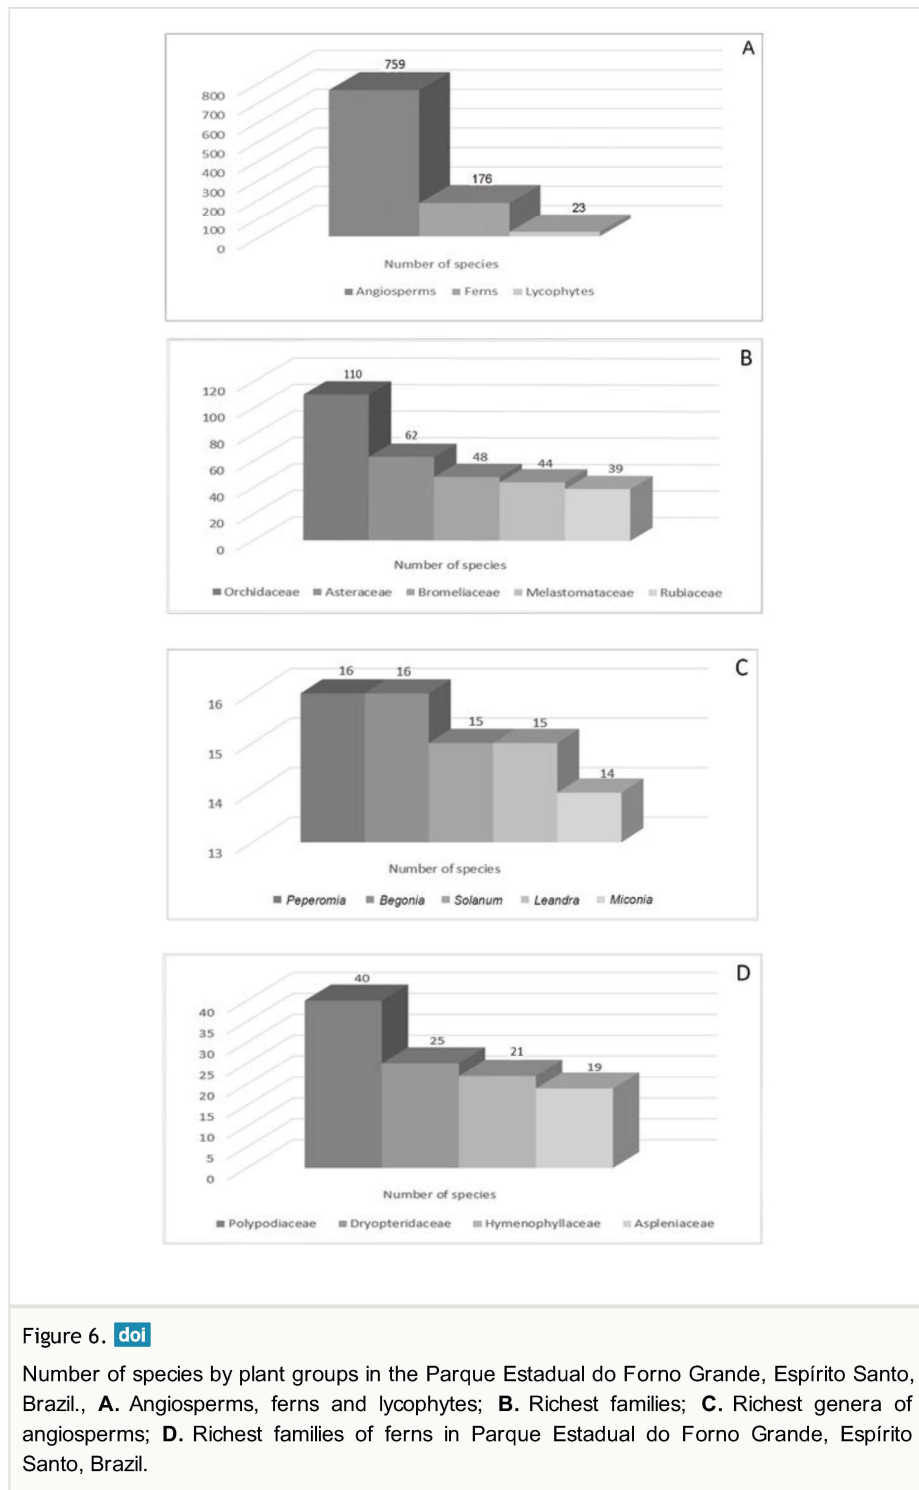 A
759
800
700
176
600
500
23
400
300
200
100
0
Number of species
Angiosperms Ferns Lycophytes
B
110
120
100
62
80
48 44 39
60
40
20
0
Number of species
Orchidaceae Asteraceae Bromeliaceae Melastomataceae Rubiaceae
C
16 16
16
15 15
15
14
14
13
Number of species
Peperomia Begonia Solanum Leandra Miconia
D
40
40
35
25
30
21
25
19
20
15
10
5
0
Number of species
Polypodiaceae Dryopteridaceae Hymenophyllaceae Aspleniaceae
Figure 6. doi
Number of species by plant groups in the Parque Estadual do Forno Grande, Espírito Santo,
Brazil., A. Angiosperms, ferns and lycophytes; B. Richest families; C. Richest genera of
angiosperms; D. Richest families of ferns in Parque Estadual do Forno Grande, Espírito
Santo, Brazil.